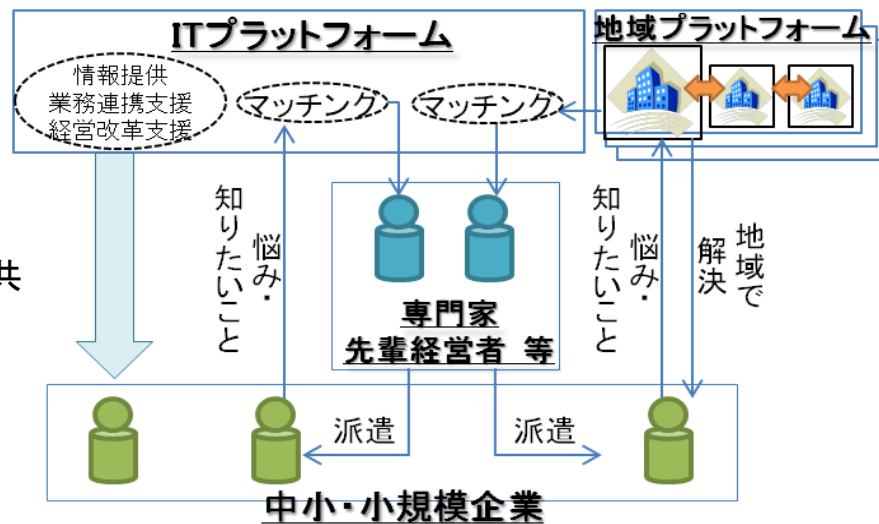 ITプラットフォーム
地域プラットフォーム
情報提供
業務連携支援
経営改革支援
マッチング
マッチング
悩み・
知りたいこと
悩み・
知りたいこと
地域で
解決
共
専門家
先輩経営者 等
派遣
派遣
中小・小規模企業